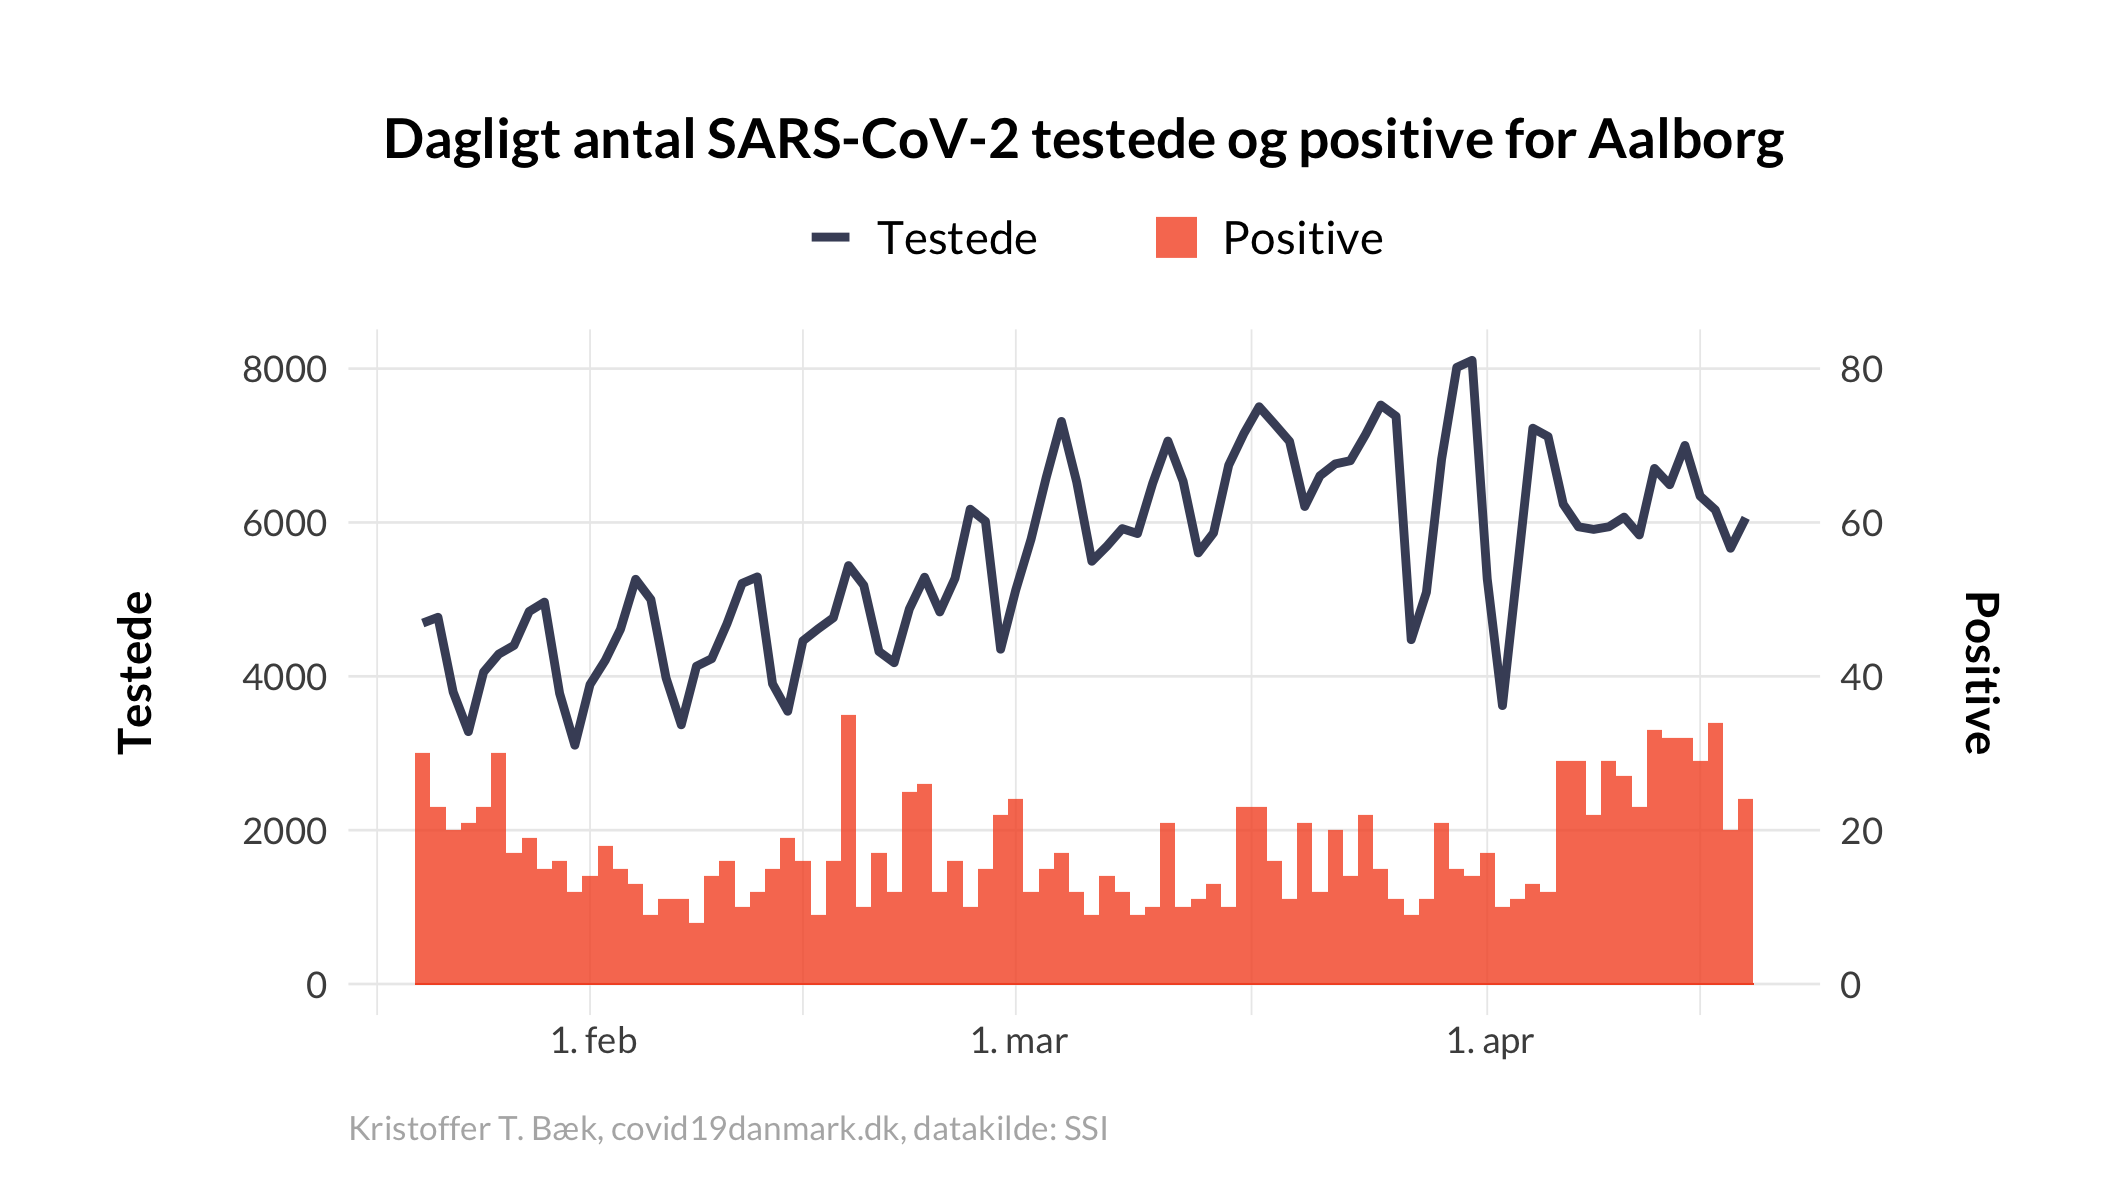 Dagligt antal SARS-CoV-2 testede og positive for Aalborg
Testede
Positive
8000
6000
4000
2000
0
80
60
40
20
0
Testede
Positive
1. feb
1. mar
1. apr
Kristoffer T. Bæk, covid19danmark.dk, datakilde: SSI